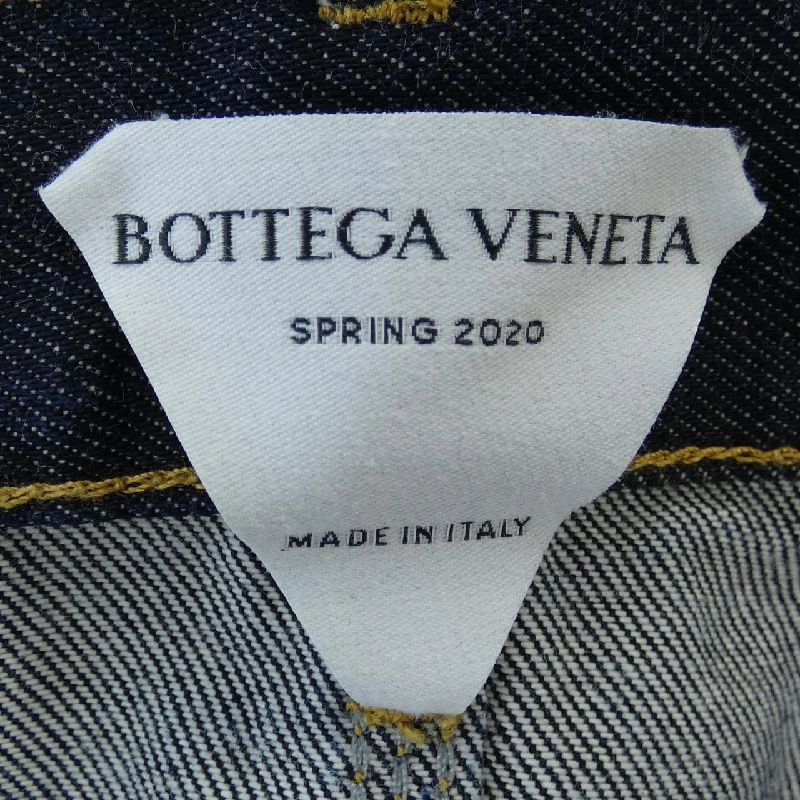 BOTTEGA VENETA
SPRING 2020
MADE IN ITALY